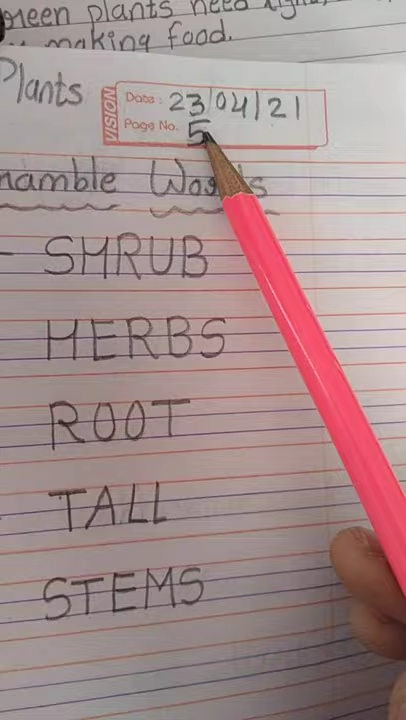 green plants need
making food.
Plants
VISION
Date: 23/04/21
Page No. 5
SHRUB
HERBS
ROOT
TALL
STEMS